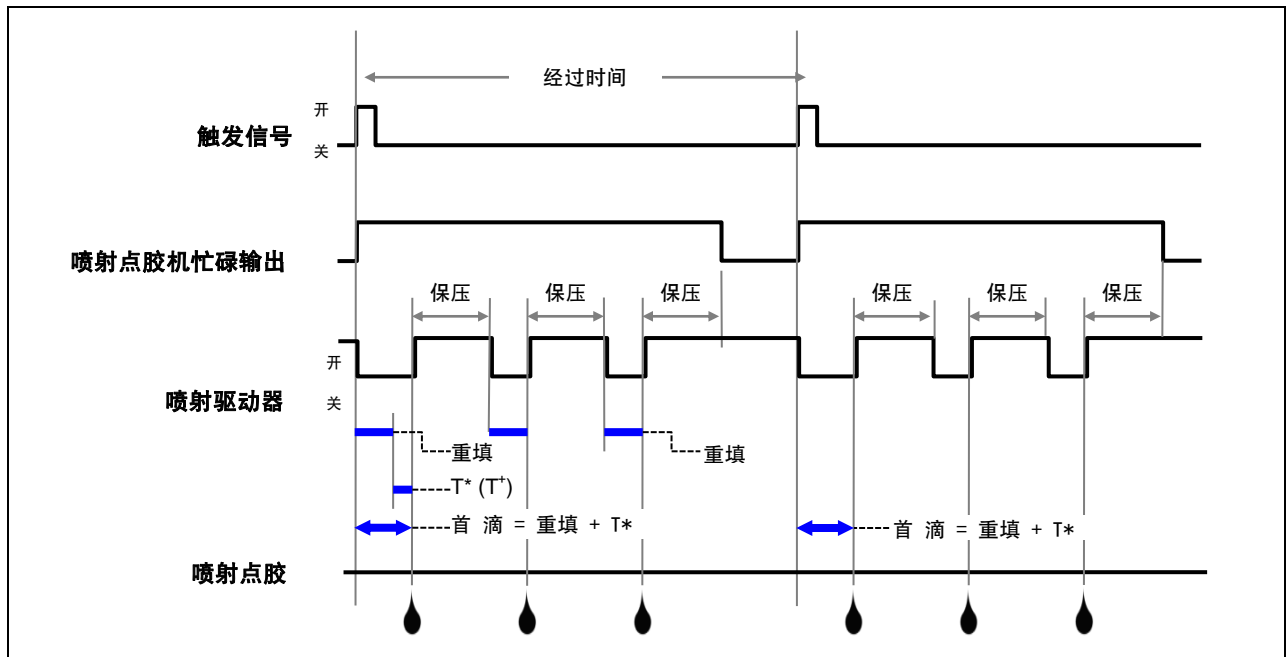 经过时间
开
触发信号
关
喷射点胶机忙碌输出
保压 保压 保压 保压 保压 保压
开
喷射驱动器
关
重填 重填
T* (T+)
首 滴 = 重填 + T* 首 滴 = 重填 + T*
喷射点胶